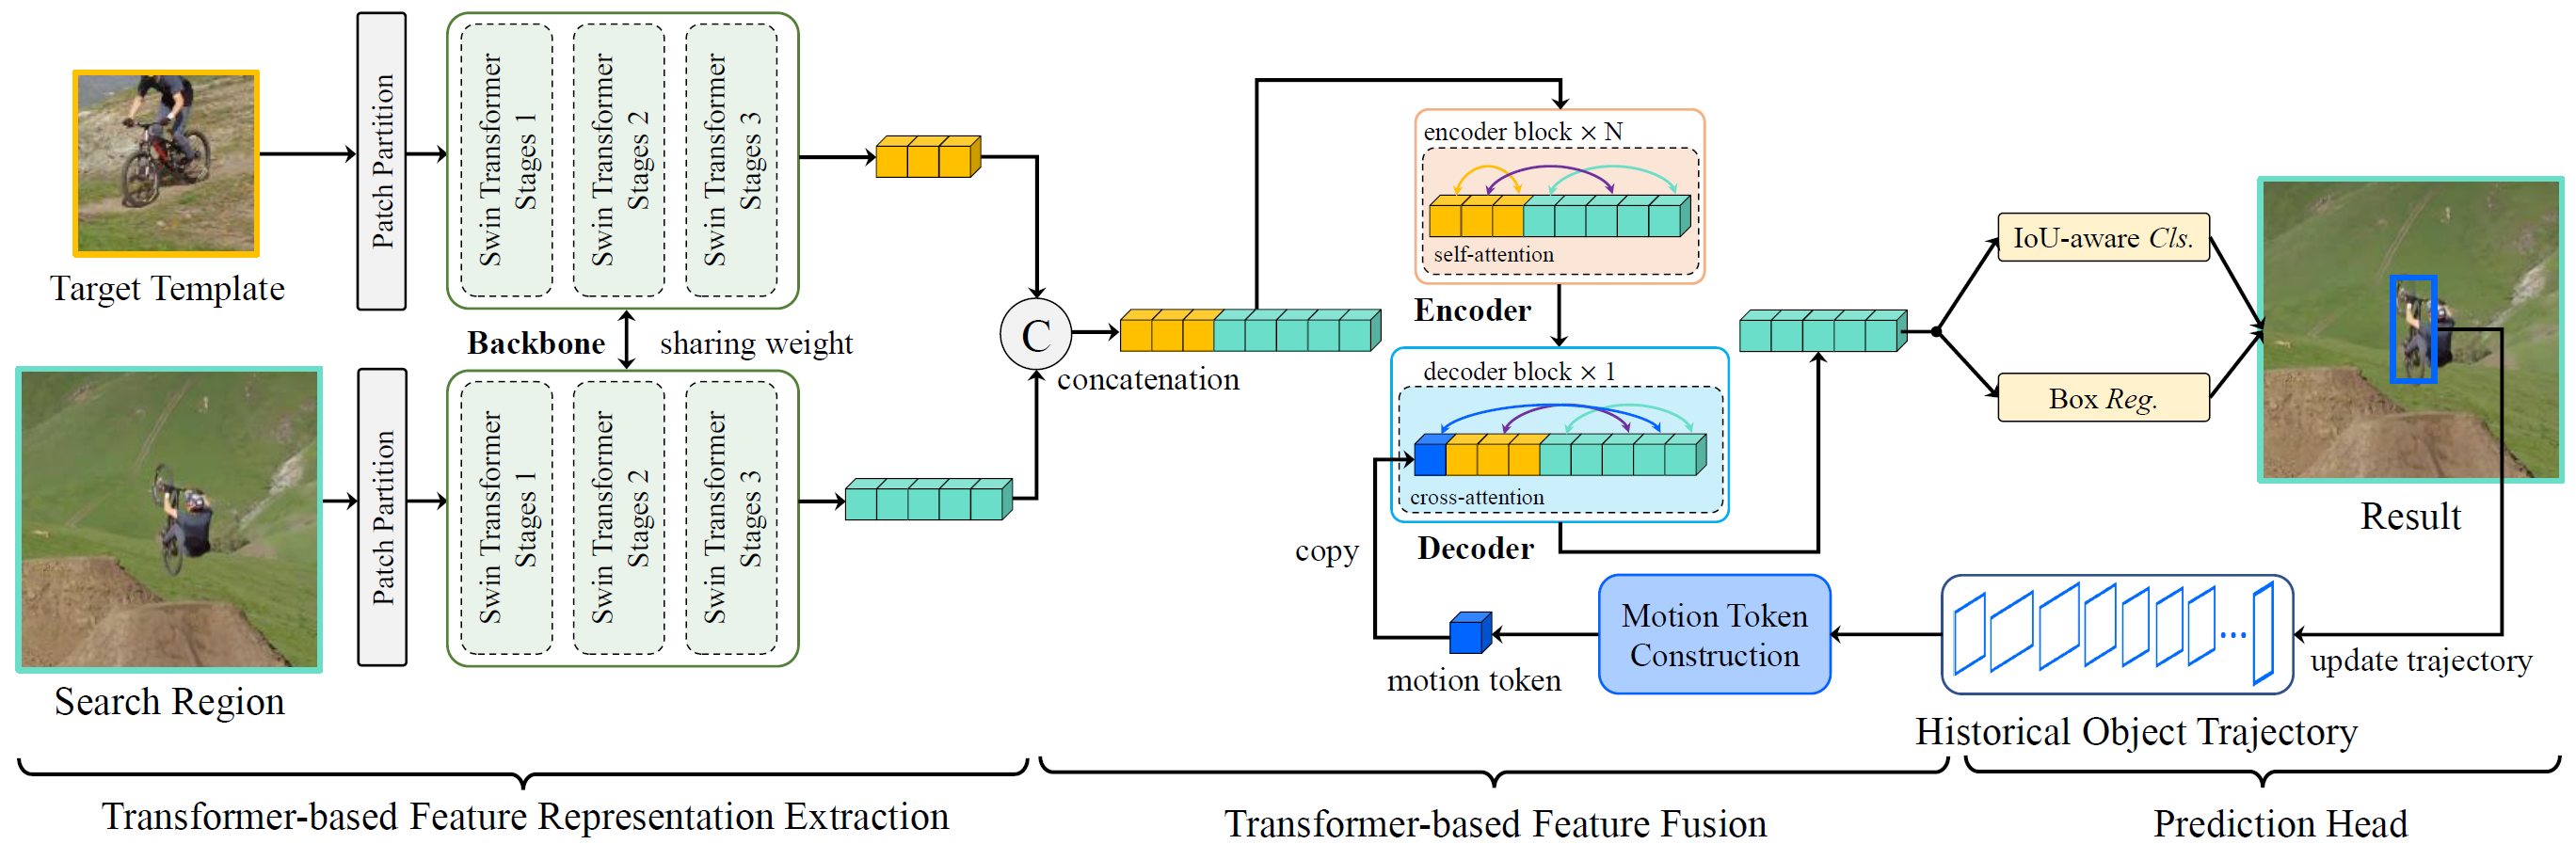 Target Template
Patch Partition
Swin Transformer
Stages 1
Swin Transformer
Stages 2
Swin Transformer
Stages 3
Backbone
sharing weight
Search Region
Patch Partition
Swin Transformer
Stages 1
Swin Transformer
Stages 2
Swin Transformer
Stages 3
C
concatenation
encoder block × N
self-attention
Encoder
decoder block × 1
cross-attention
Decoder
copy
motion token
Motion Token
Construction
IoU-aware Cls.
Box Reg.
Result
update trajectory
...
Historical Object Trajectory
Transformer-based Feature Representation Extraction
Transformer-based Feature Fusion
Prediction Head